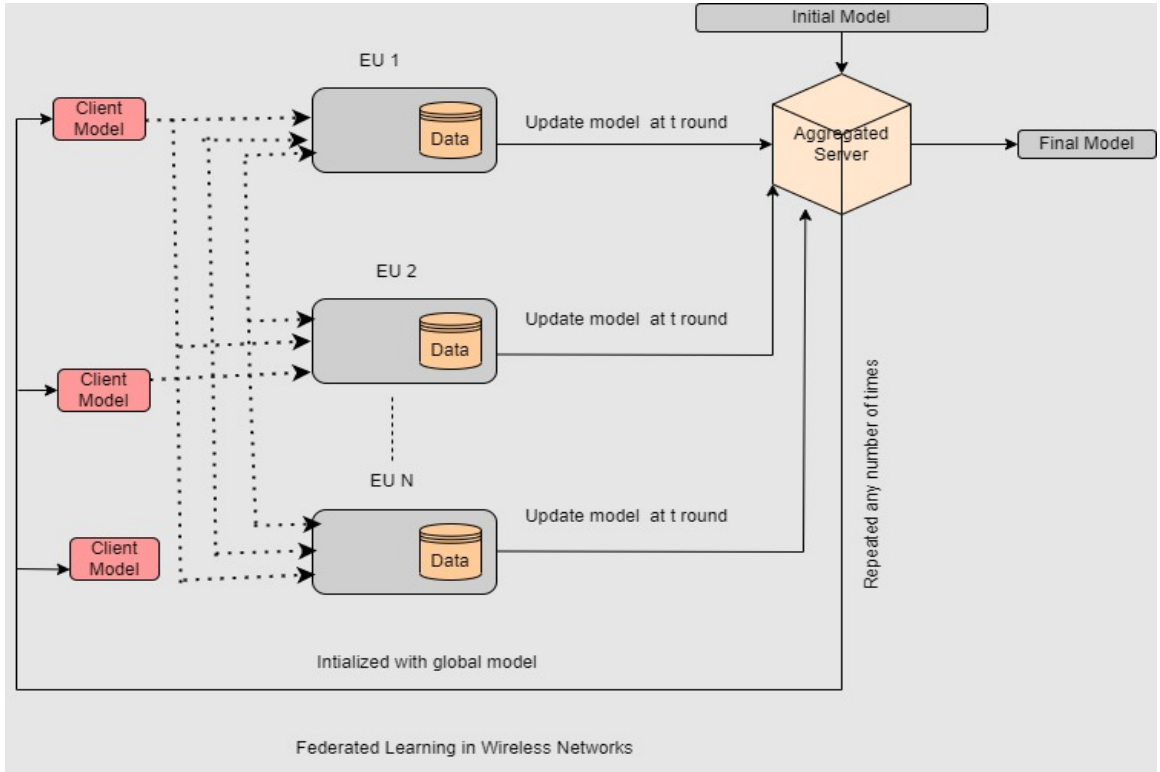 Initial Model
EU 1
Client
Model
Data
Update model at t round
Aggregated
Server
Final Model
EU 2
Client
Model
Data
Update model at t round
Repeated any number of times
EU N
Client
Model
Data
Update model at t round
Intialized with global model
Federated Learning in Wireless Networks